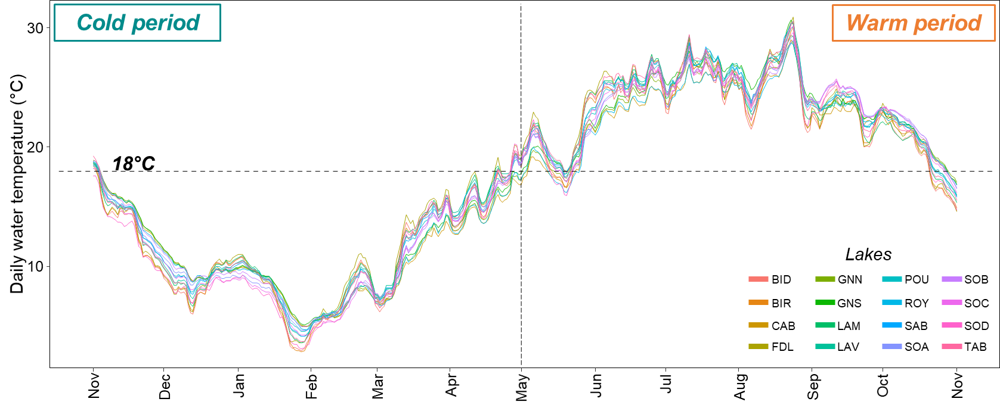 Cold period
Warm period
Daily water temperature (°C)
30
20
10
18°C
Lakes
BID GNN POU SOB
BIR GNS ROY SOC
CAB LAM SAB SOD
FDL LAV SOA TAB
Nov Dec Jan Feb Mar Apr May Jun Jul Aug Sep Oct Nov